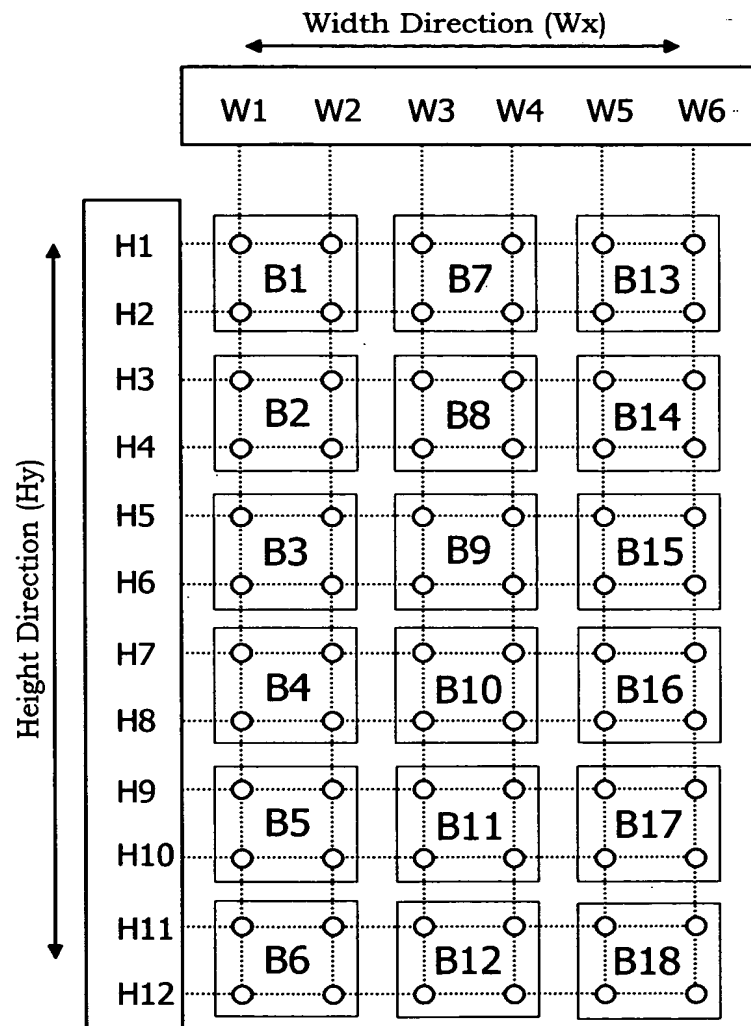 Width Direction (Wx)
W1 W2 W3 W4 W5 W6
Height Direction (Hy)
H1
B1 B7 B13
H2
H3
B2 B8 B14
H4
H5
B3 B9 B15
H6
H7
B4 B10 B16
H8
H9
B5 B11 B17
H10
H11
B6 B12 B18
H12